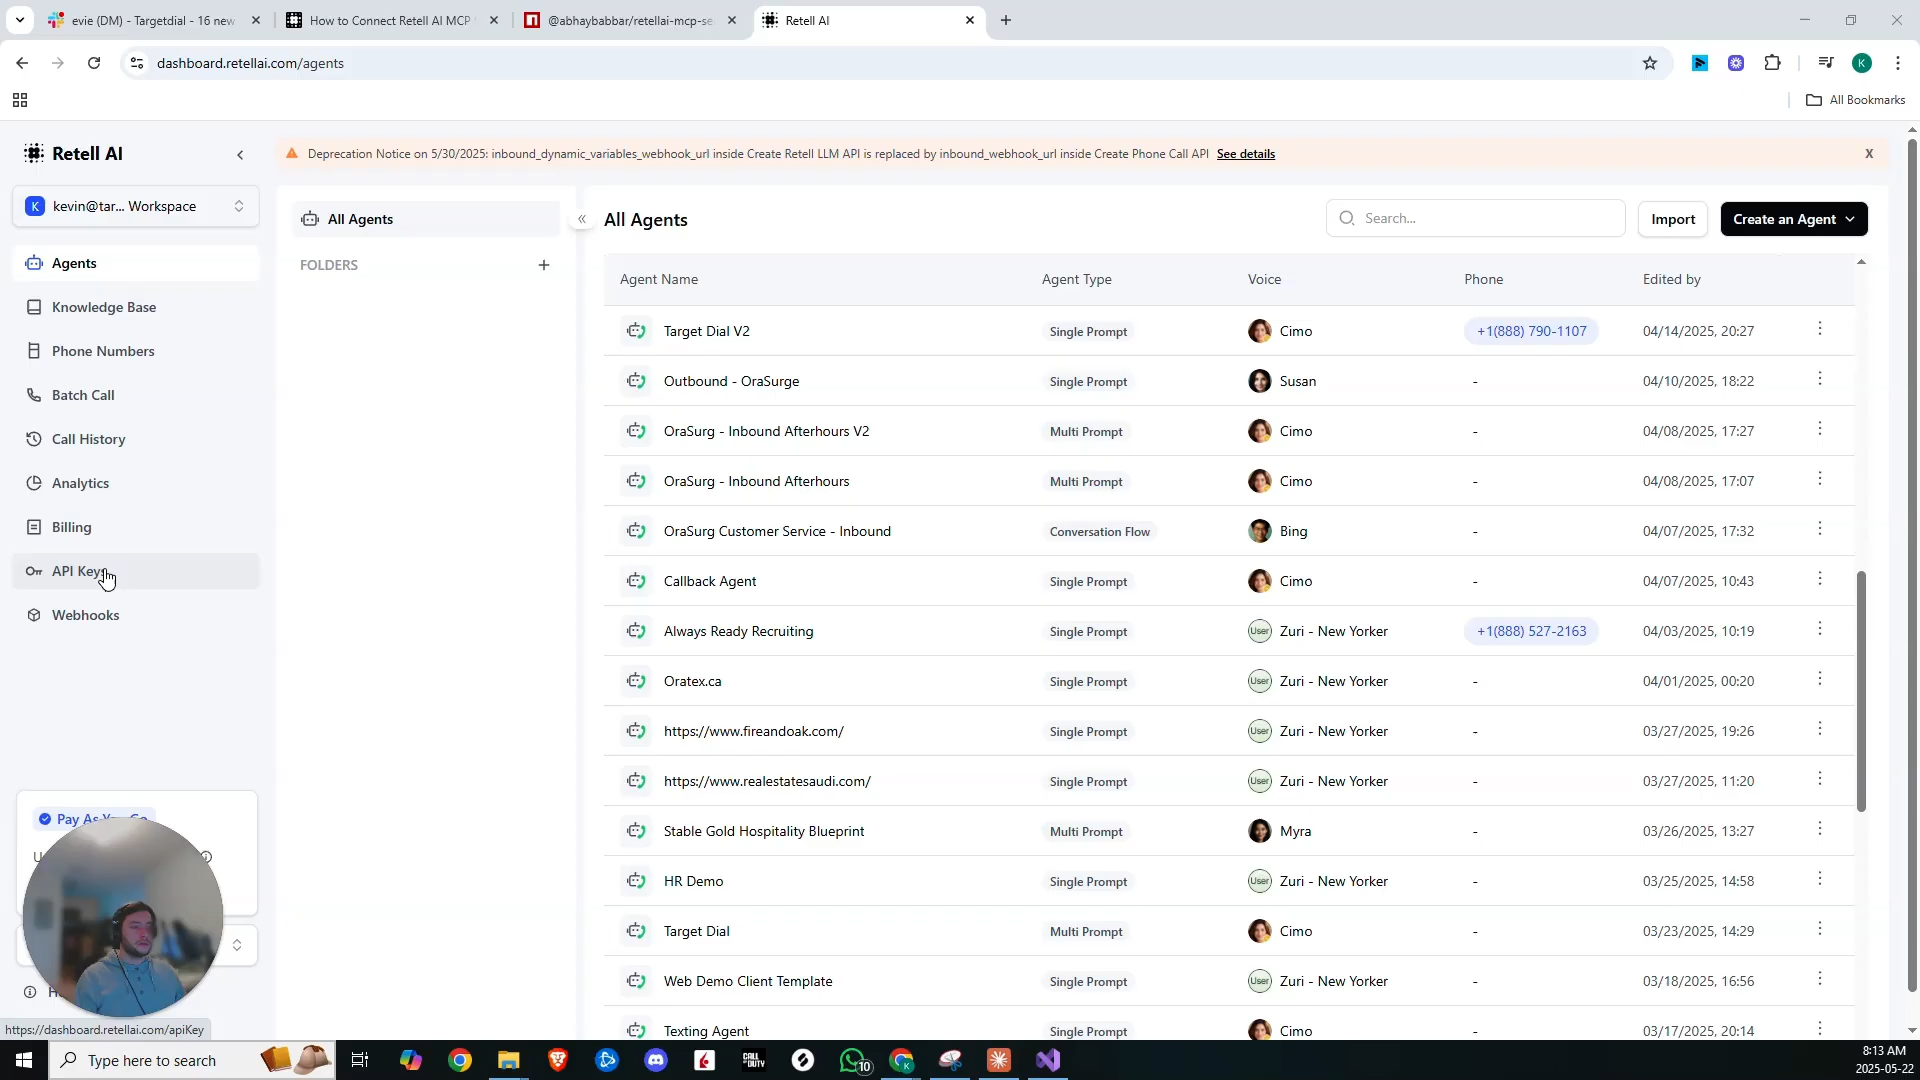 evie (DM) - Targetdial - 16 new
How to Connect Retell AI MCP
@abhaybabbar/retellai-mcp-se
Retell AI
dashboard.retellai.com/agents
K
All Bookmarks
Retell AI
Deprecation Notice on 5/30/2025: inbound_dynamic_variables_webhook_url inside Create Retell LLM API is replaced by inbound_webhook_url inside Create Phone Call API See details
X
K kevin@tar... Workspace
Agents
Knowledge Base
Phone Numbers
Batch Call
Call History
Analytics
Billing
API Keys
Webhooks
Pay As You Go
https://dashboard.retellai.com/apiKey
All Agents
FOLDERS
All Agents
Search...
Import
Create an Agent
Agent Name Agent Type Voice Phone Edited by
Target Dial V2 Single Prompt Cimo +1(888) 790-1107 04/14/2025, 20:27
Outbound - OraSurge Single Prompt Susan - 04/10/2025, 18:22
OraSurg - Inbound Afterhours V2 Multi Prompt Cimo - 04/08/2025, 17:27
OraSurg - Inbound Afterhours Multi Prompt Cimo - 04/08/2025, 17:07
OraSurg Customer Service - Inbound Conversation Flow Bing - 04/07/2025, 17:32
Callback Agent Single Prompt Cimo - 04/07/2025, 10:43
Always Ready Recruiting Single Prompt User Zuri - New Yorker +1(888) 527-2163 04/03/2025, 10:19
Oratex.ca Single Prompt User Zuri - New Yorker - 04/01/2025, 00:20
https://www.fireandoak.com/ Single Prompt User Zuri - New Yorker - 03/27/2025, 19:26
https://www.realestatesaudi.com/ Single Prompt User Zuri - New Yorker - 03/27/2025, 11:20
Stable Gold Hospitality Blueprint Multi Prompt Myra - 03/26/2025, 13:27
HR Demo Single Prompt User Zuri - New Yorker - 03/25/2025, 14:58
Target Dial Multi Prompt Cimo - 03/23/2025, 14:29
Web Demo Client Template Single Prompt User Zuri - New Yorker - 03/18/2025, 16:56
Texting Agent Single Prompt Cimo - 03/17/2025, 20:14
Type here to search
CALL OF DUTY
10
K
8:13 AM
2025-05-22